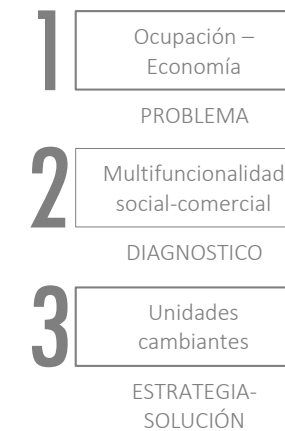 1
Ocupación –
Economía
PROBLEMA
2
Multifuncionalidad
social-comercial
DIAGNOSTICO
3
Unidades
cambiantes
ESTRATEGIA-
SOLUCIÓN